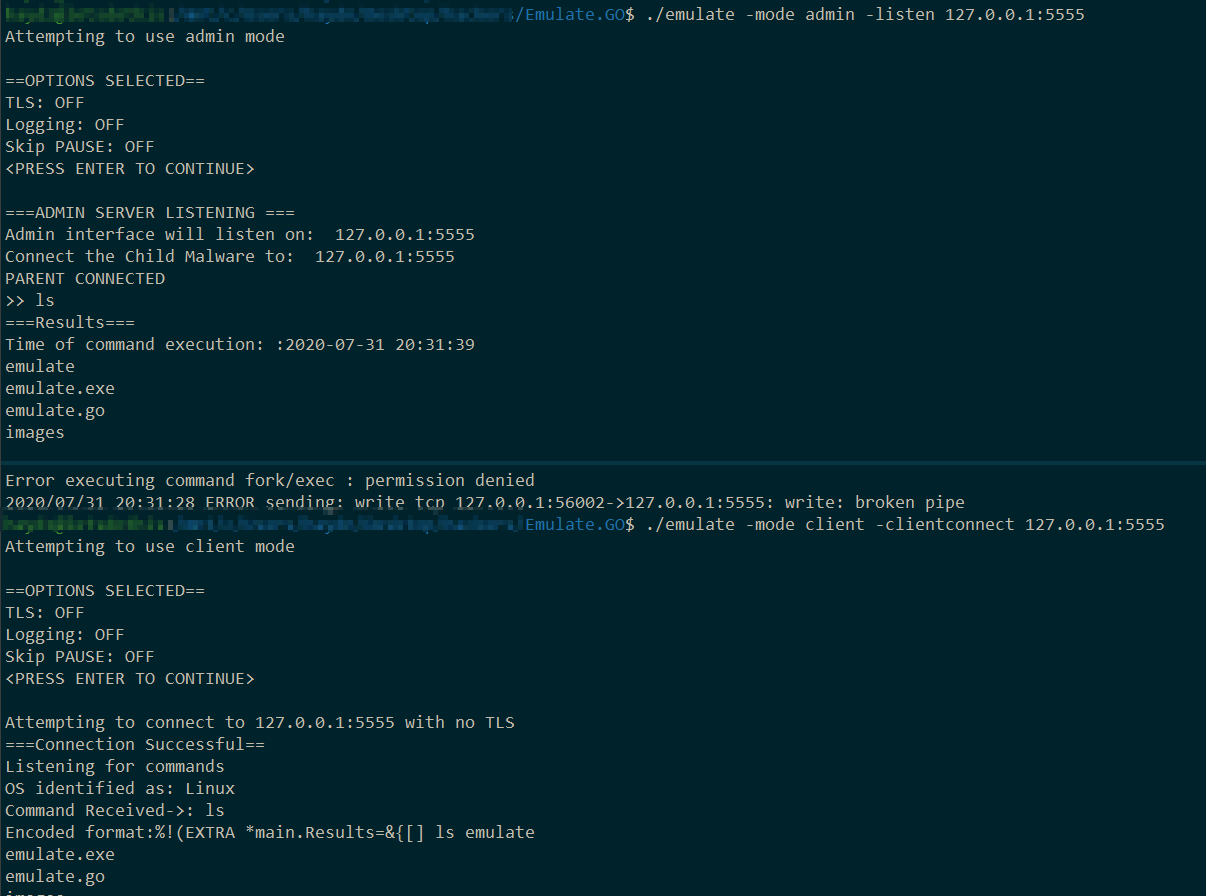 /Emulate.GO$ ./emulate -mode admin -listen 127.0.0.1:5555
Attempting to use admin mode
==OPTIONS SELECTED==
TLS: OFF
Logging: OFF
Skip PAUSE: OFF
<PRESS ENTER TO CONTINUE>
===ADMIN SERVER LISTENING ===
Admin interface will listen on:  127.0.0.1:5555
Connect the Child Malware to:  127.0.0.1:5555
PARENT CONNECTED
>> ls
===Results===
Time of command execution: :2020-07-31 20:31:39
emulate
emulate.exe
emulate.go
images
Error executing command fork/exec : permission denied
2020/07/31 20:31:28 ERROR sending: write tcp 127.0.0.1:56002->127.0.0.1:5555: write: broken pipe
/Emulate.GO$ ./emulate -mode client -clientconnect 127.0.0.1:5555
Attempting to use client mode
==OPTIONS SELECTED==
TLS: OFF
Logging: OFF
Skip PAUSE: OFF
<PRESS ENTER TO CONTINUE>
Attempting to connect to 127.0.0.1:5555 with no TLS
===Connection Successful==
Listening for commands
OS identified as: Linux
Command Received->: ls
Encoded format:%!(EXTRA *main.Results=&{[] ls emulate
emulate.exe
emulate.go